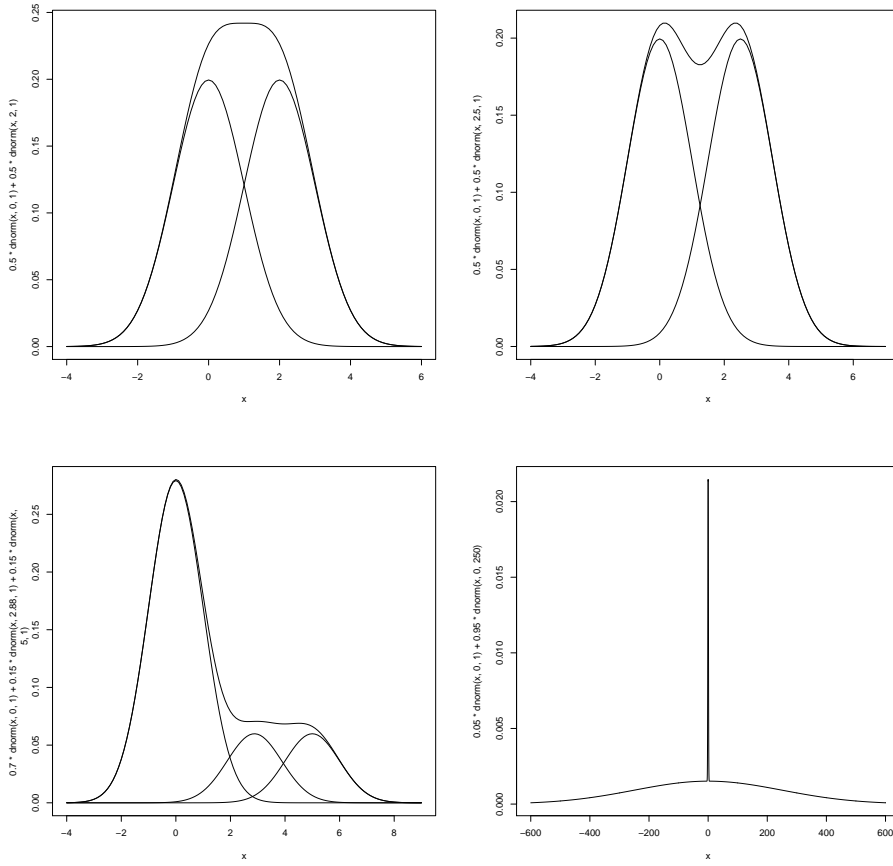 0.5 * dnorm(x, 0, 1) + 0.5 * dnorm(x, 2, 1)
0.00 0.05 0.10 0.15 0.20 0.25
−4 −2 0 2 4 6
x
0.5 * dnorm(x, 0, 1) + 0.5 * dnorm(x, 2.5, 1)
0.00 0.05 0.10 0.15 0.20
−4 −2 0 2 4 6
x
0.7 * dnorm(x, 0, 1) + 0.15 * dnorm(x, 2.88, 1) + 0.15 * dnorm(x,
5, 1)
0.00 0.05 0.10 0.15 0.20 0.25
−4 −2 0 2 4 6 8
x
0.05 * dnorm(x, 0, 1) + 0.95 * dnorm(x, 0, 250)
0.000 0.005 0.010 0.015 0.020
−600 −400 −200 0 200 400 600
x